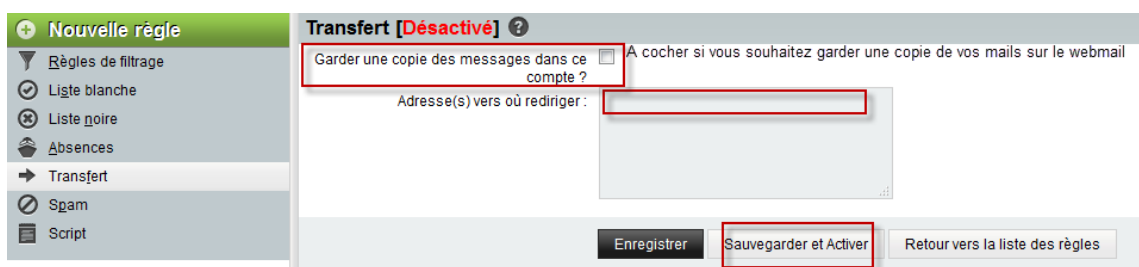 Nouvelle règle
Règles de filtrage
Liste blanche
Liste noire
Absences
Transfert
Spam
Script
Transfert [Désactivé] ?
Garder une copie des messages dans ce
compte ?
A cocher si vous souhaitez garder une copie de vos mails sur le webmail
Adresse(s) vers où rediriger :
Enregistrer
Sauvegarder et Activer
Retour vers la liste des règles